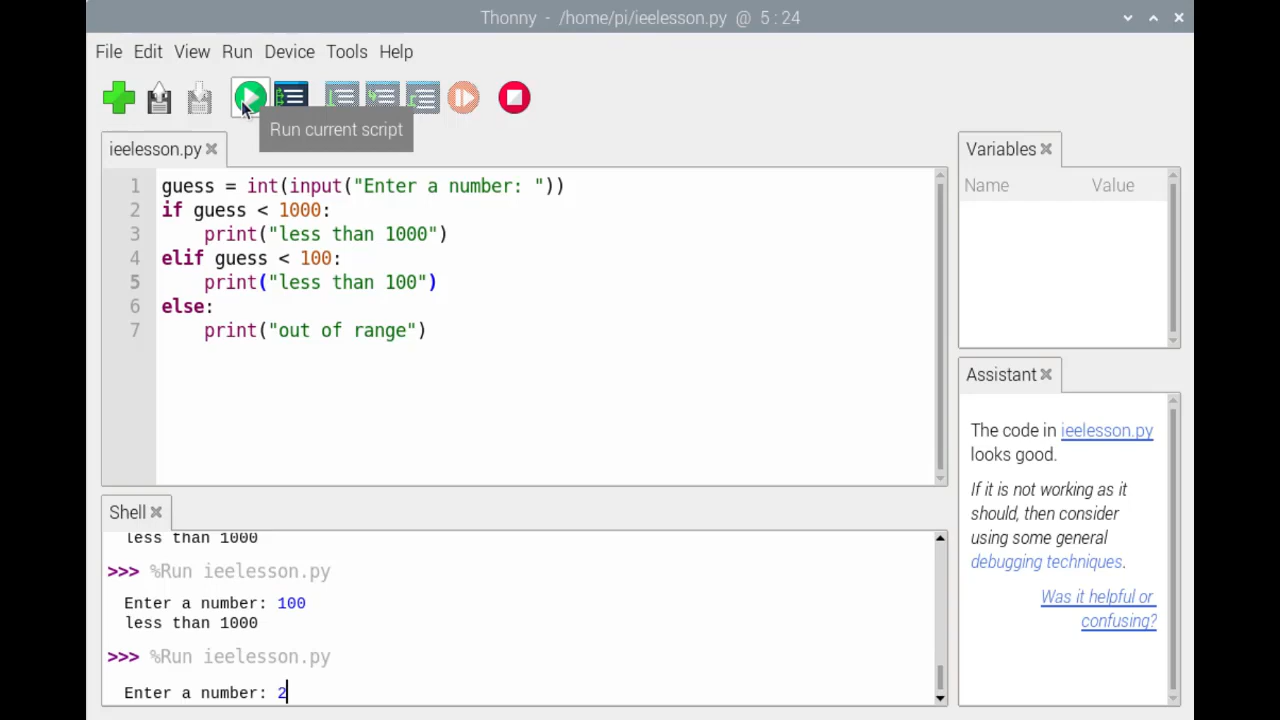 Thonny - /home/pi/ieelesson.py @ 5 : 24
File Edit View Run Device Tools Help
Run current script
ieelesson.py
1 guess = int(input("Enter a number: "))
2 if guess < 1000:
3     print("less than 1000")
4 elif guess < 100:
5     print("less than 100")
6 else:
7     print("out of range")
Variables
Name Value
Assistant
The code in ieelesson.py
looks good.
If it is not working as it
should, then consider
using some general
debugging techniques.
Was it helpful or
confusing?
Shell
less than 1000
>>> %Run ieelesson.py
Enter a number: 100
less than 1000
>>> %Run ieelesson.py
Enter a number: 2